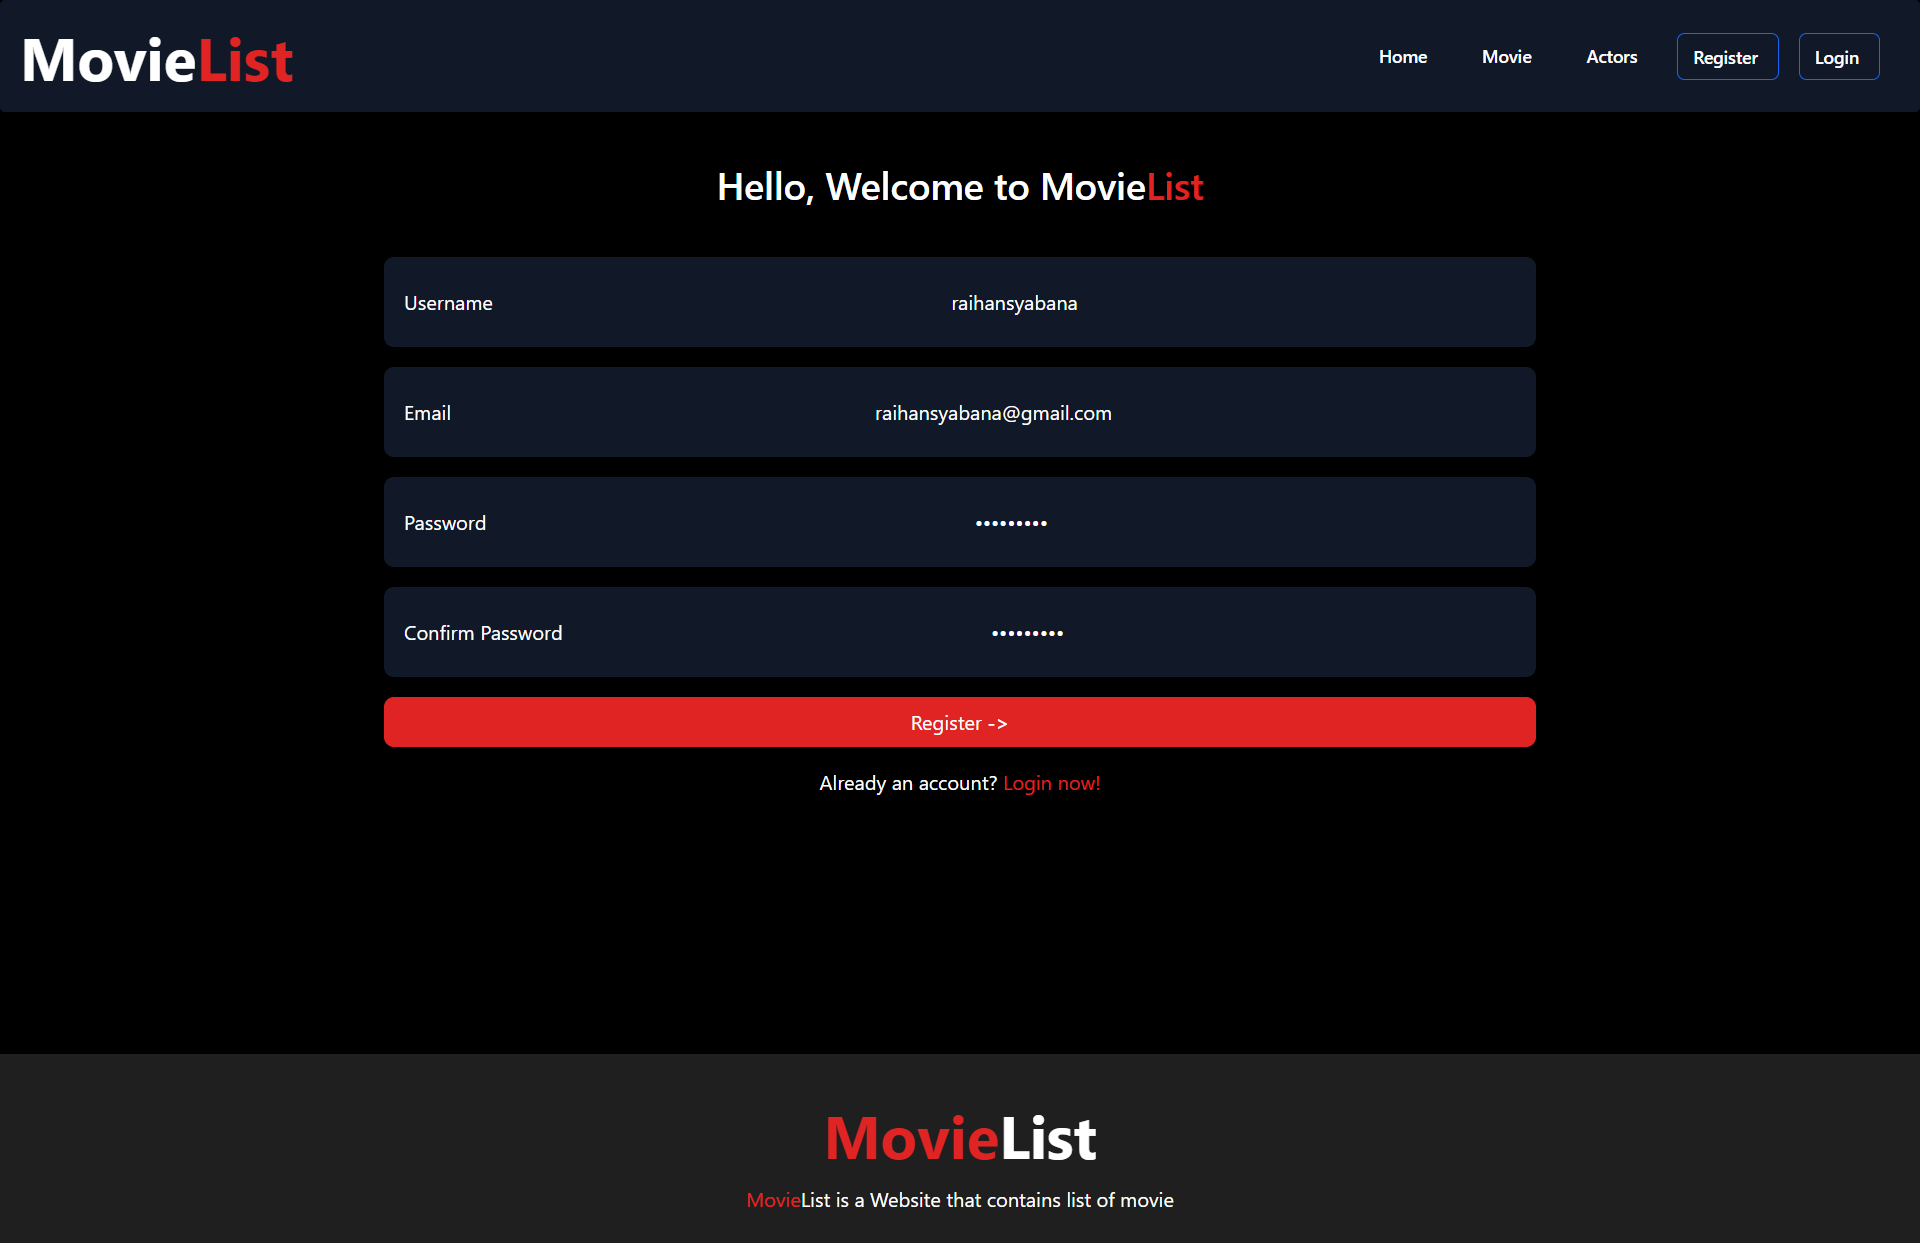 MovieList
Home Movie Actors Register Login
Hello, Welcome to MovieList
Username raihansyabana
Email raihansyabana@gmail.com
Password •••••••••
Confirm Password •••••••••
Register ->
Already an account? Login now!
MovieList
MovieList is a Website that contains list of movie